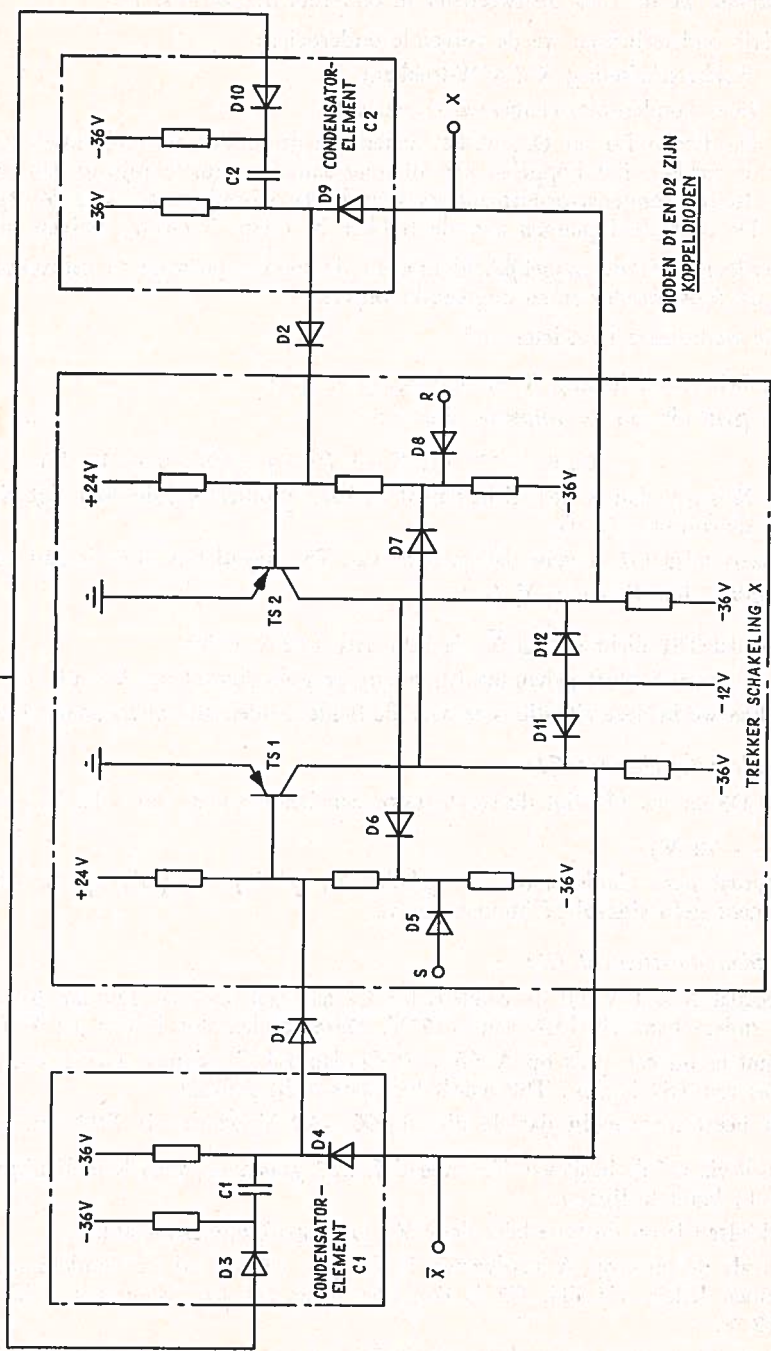 -36V
-36V
D10
C2
D9
CONDENSATOR-
ELEMENT
C2
X
DIODEN D1 EN D2 ZIJN
KOPPELDIODEN
D2
+24V
R
D8
D7
-36V
TS 2
D12
D11
-36V
-12V
-36V
TS 1
D6
+24V
D5
S
-36V
TREKKER SCHAKELING X
D1
-36V
-36V
D4
C1
D3
CONDENSATOR-
ELEMENT
C1
X̄